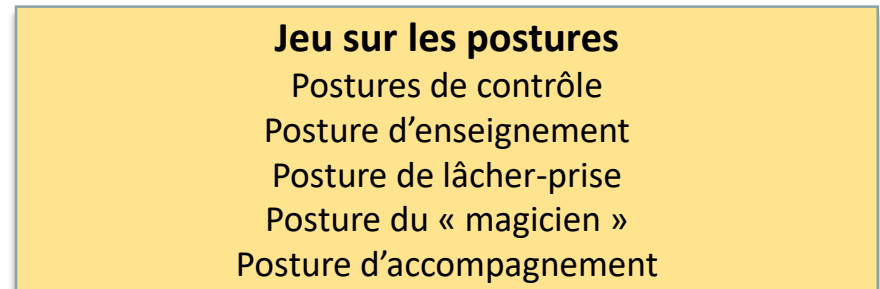 Jeu sur les postures
Postures de contrôle
Posture d’enseignement
Posture de lâcher-prise
Posture du « magicien »
Posture d’accompagnement